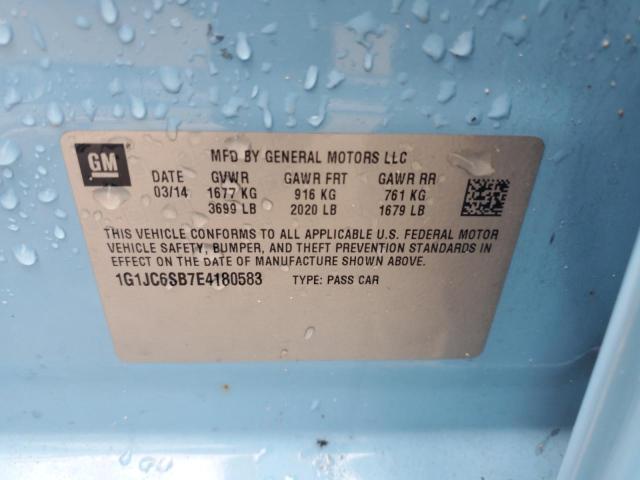 GM
MFD BY GENERAL MOTORS LLC
DATE GVWR GAWR FRT GAWR RR
03/14 1677 KG 916 KG 761 KG
3699 LB 2020 LB 1679 LB
THIS VEHICLE CONFORMS TO ALL APPLICABLE U.S. FEDERAL MOTOR
VEHICLE SAFETY, BUMPER, AND THEFT PREVENTION STANDARDS IN
EFFECT ON THE DATE OF MANUFACTURE SHOWN ABOVE.
1G1JC6SB7E4180583 TYPE: PASS CAR